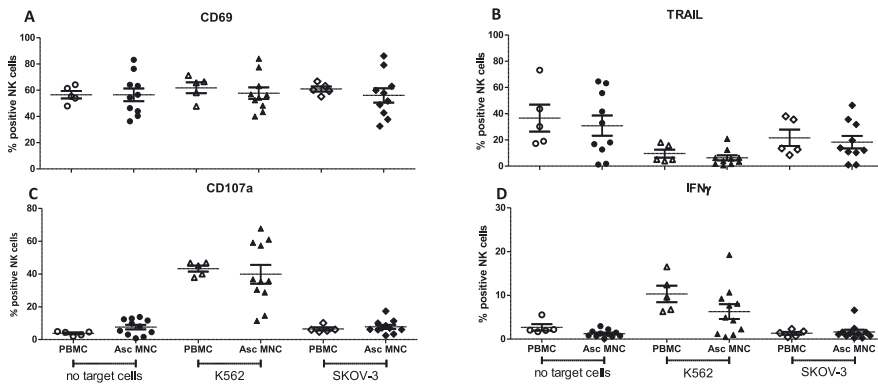 A
CD69
% positive NK cells
100
80
60
40
20
0
B
TRAIL
% positive NK cells
100
80
60
40
20
0
C
CD107a
% positive NK cells
80
60
40
20
0
PBMC Asc MNC PBMC Asc MNC PBMC Asc MNC
no target cells K562 SKOV-3
D
IFNγ
% positive NK cells
30
20
10
0
PBMC Asc MNC PBMC Asc MNC PBMC Asc MNC
no target cells K562 SKOV-3